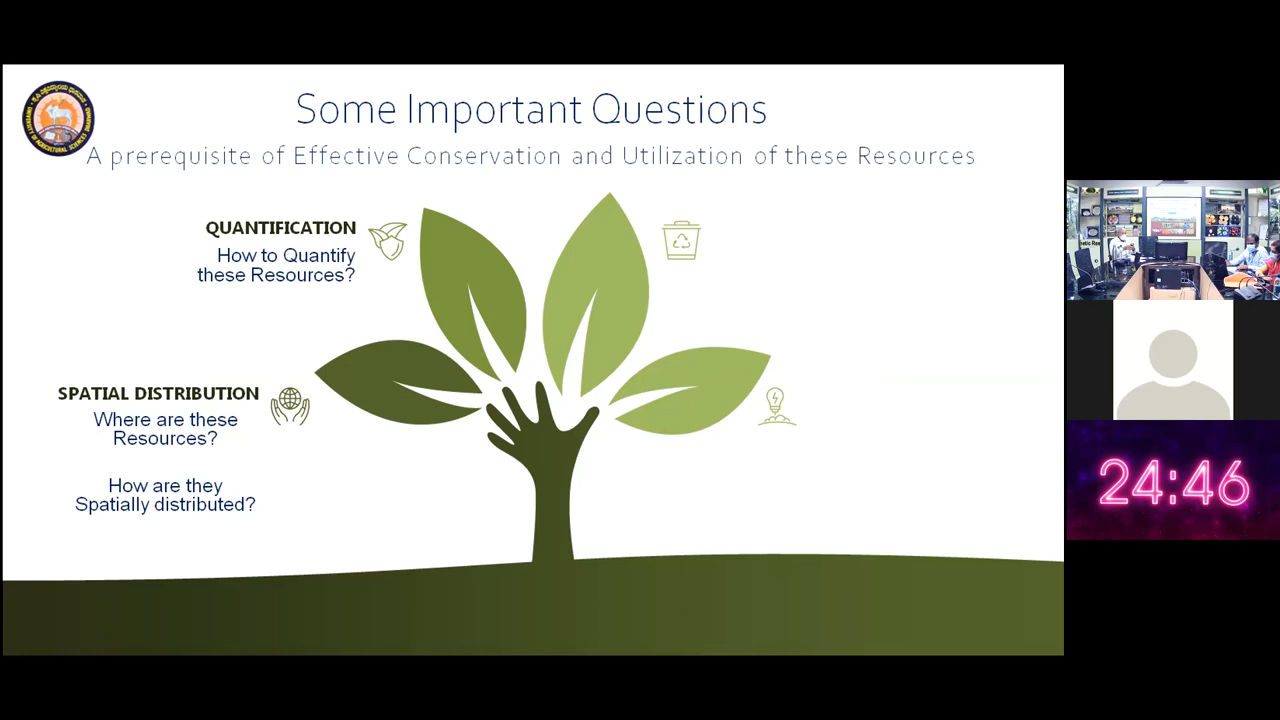 Some Important Questions
A prerequisite of Effective Conservation and Utilization of these Resources
QUANTIFICATION
How to Quantify
these Resources?
SPATIAL DISTRIBUTION
Where are these
Resources?
How are they
Spatially distributed?
24:46